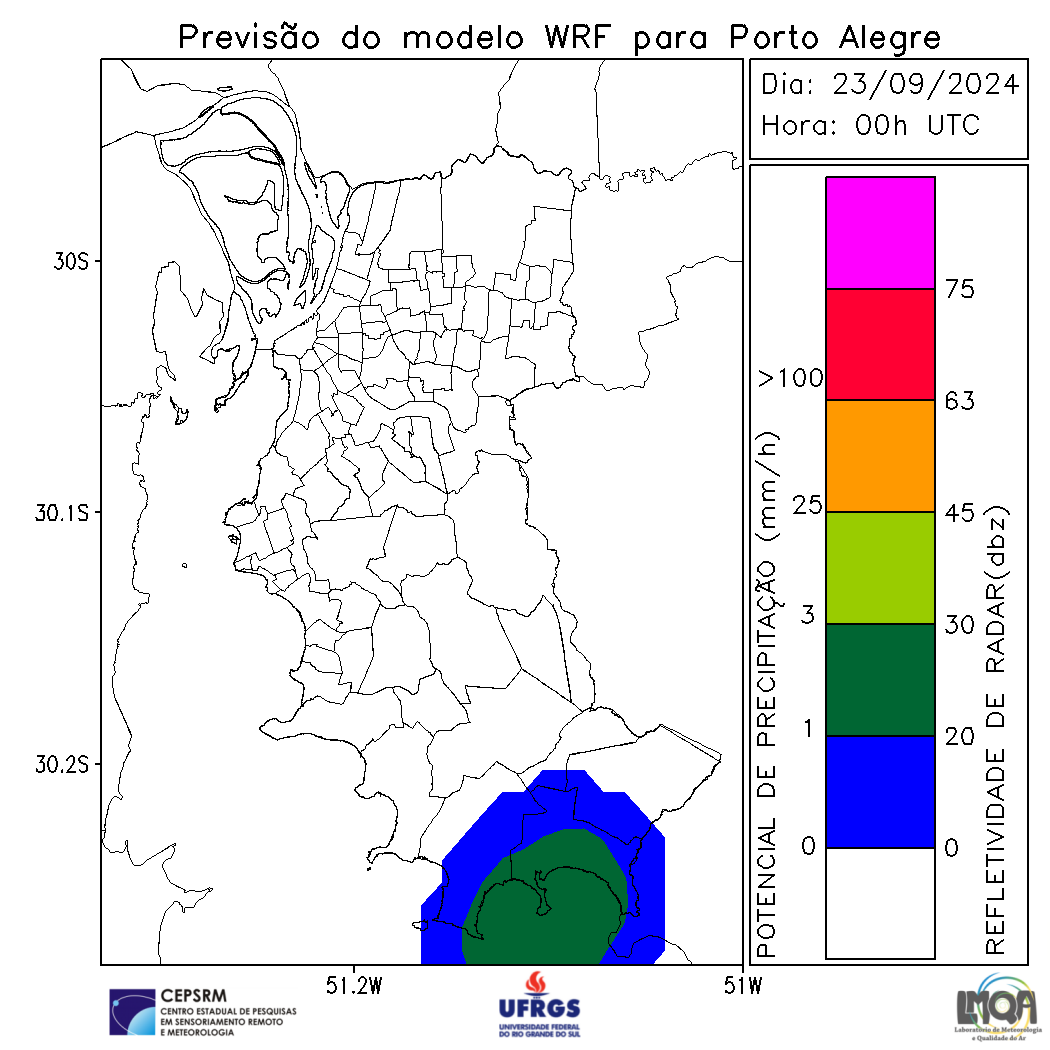 Previsão do modelo WRF para Porto Alegre
Dia: 23/09/2024
Hora: 00h UTC
30S
30.1S
30.2S
51.2W
51W
POTENCIAL DE PRECIPITAÇÃO (mm/h)
>100
25
3
1
0
75
63
45
30
20
0
REFLETIVIDADE DE RADAR(dbz)
CEPSRM
CENTRO ESTADUAL DE PESQUISAS
EM SENSORIAMENTO REMOTO
E METEOROLOGIA
UFRGS
UNIVERSIDADE FEDERAL
DO RIO GRANDE DO SUL
LMQA
Laboratório de Meteorologia
e Qualidade do Ar